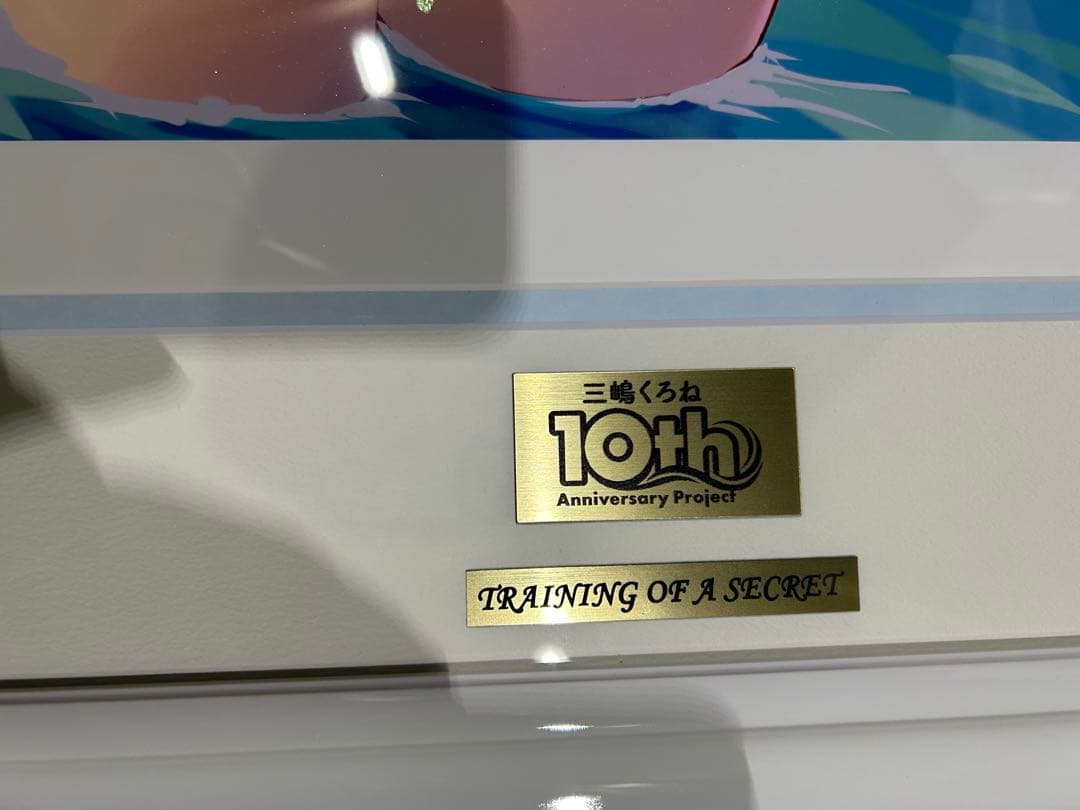 三嶋くろね
10th
Anniversary Project
TRAINING OF A SECRET